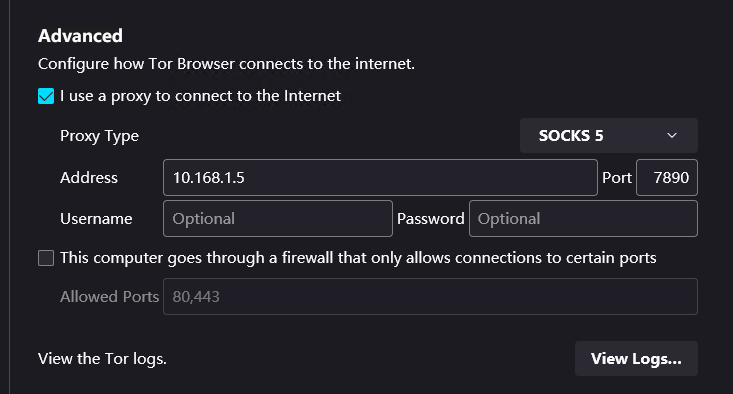 Advanced
Configure how Tor Browser connects to the internet.
I use a proxy to connect to the Internet
Proxy Type SOCKS 5
Address 10.168.1.5 Port 7890
Username Optional Password Optional
This computer goes through a firewall that only allows connections to certain ports
Allowed Ports 80,443
View the Tor logs. View Logs...